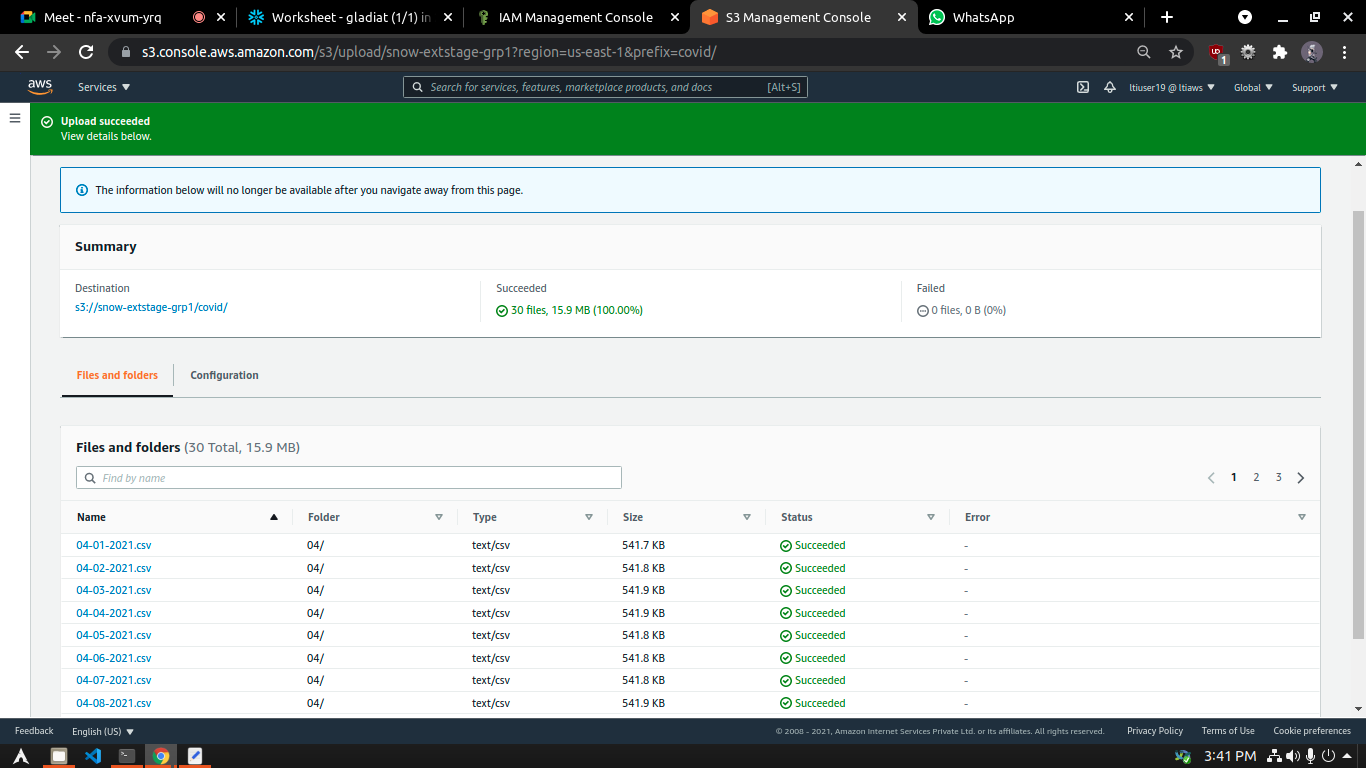 Meet - nfa-xvum-yrq
Worksheet - gladiat (1/1) in
IAM Management Console
S3 Management Console
WhatsApp
s3.console.aws.amazon.com/s3/upload/snow-extstage-grp1?region=us-east-1&prefix=covid/
1
aws
Services
Search for services, features, marketplace products, and docs
[Alt+S]
ltiuser19 @ ltiaws
Global
Support
Upload succeeded
View details below.
The information below will no longer be available after you navigate away from this page.
Summary
Destination
s3://snow-extstage-grp1/covid/
Succeeded
30 files, 15.9 MB (100.00%)
Failed
0 files, 0 B (0%)
Files and folders
Configuration
Files and folders (30 Total, 15.9 MB)
Find by name
1 2 3
Name Folder Type Size Status Error
04-01-2021.csv 04/ text/csv 541.7 KB Succeeded -
04-02-2021.csv 04/ text/csv 541.8 KB Succeeded -
04-03-2021.csv 04/ text/csv 541.9 KB Succeeded -
04-04-2021.csv 04/ text/csv 541.9 KB Succeeded -
04-05-2021.csv 04/ text/csv 541.8 KB Succeeded -
04-06-2021.csv 04/ text/csv 541.8 KB Succeeded -
04-07-2021.csv 04/ text/csv 541.8 KB Succeeded -
04-08-2021.csv 04/ text/csv 541.9 KB Succeeded -
Feedback
English (US)
© 2008 - 2021, Amazon Internet Services Private Ltd. or its affiliates. All rights reserved.
Privacy Policy
Terms of Use
Cookie preferences
3:41 PM